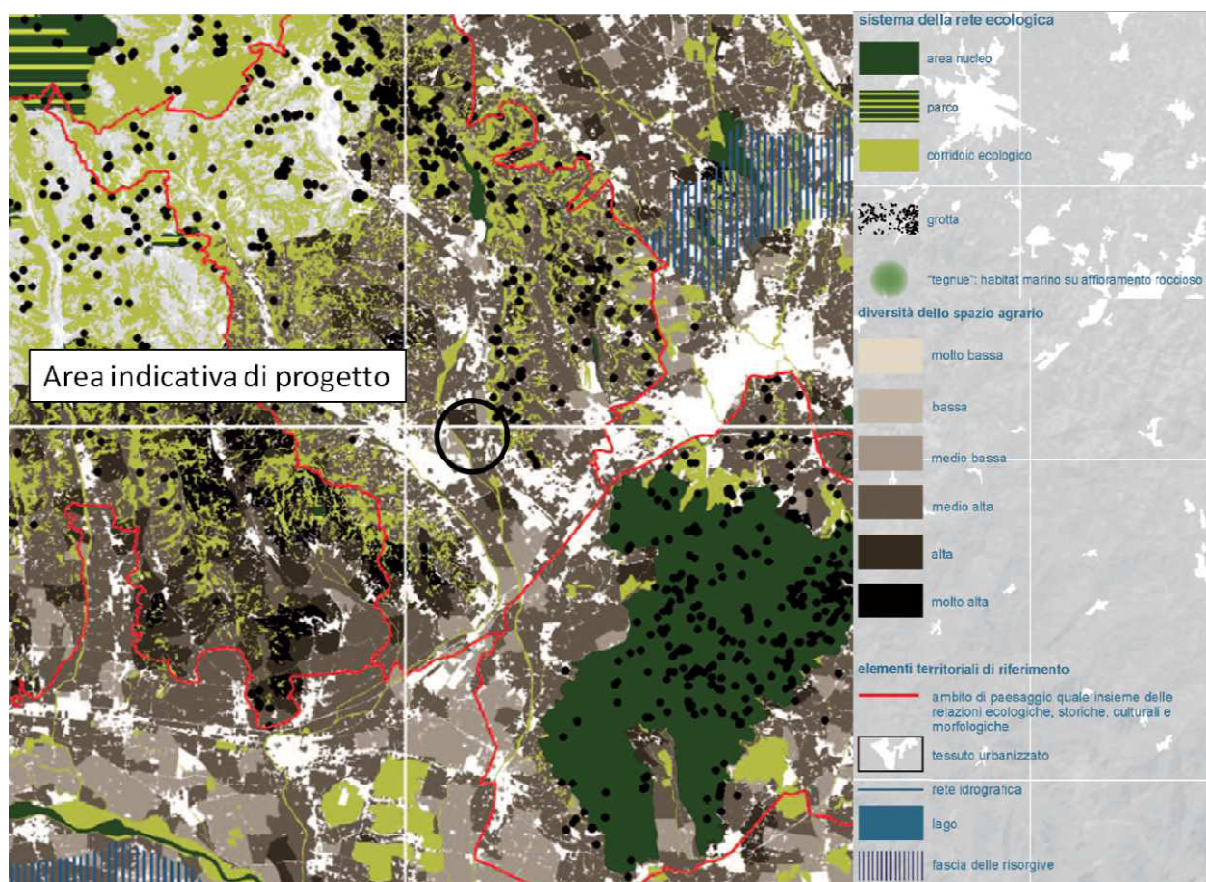 Area indicativa di progetto
sistema della rete ecologica
area nucleo
parco
corridoio ecologico
grotta
"tegnue": habitat marino su affioramento roccioso
diversità dello spazio agrario
molto bassa
bassa
medio bassa
medio alta
alta
molto alta
elementi territoriali di riferimento
ambito di paesaggio quale insieme delle
relazioni ecologiche, storiche, culturali e
morfologiche
tessuto urbanizzato
rete idrografica
lago
fascia delle risorgive